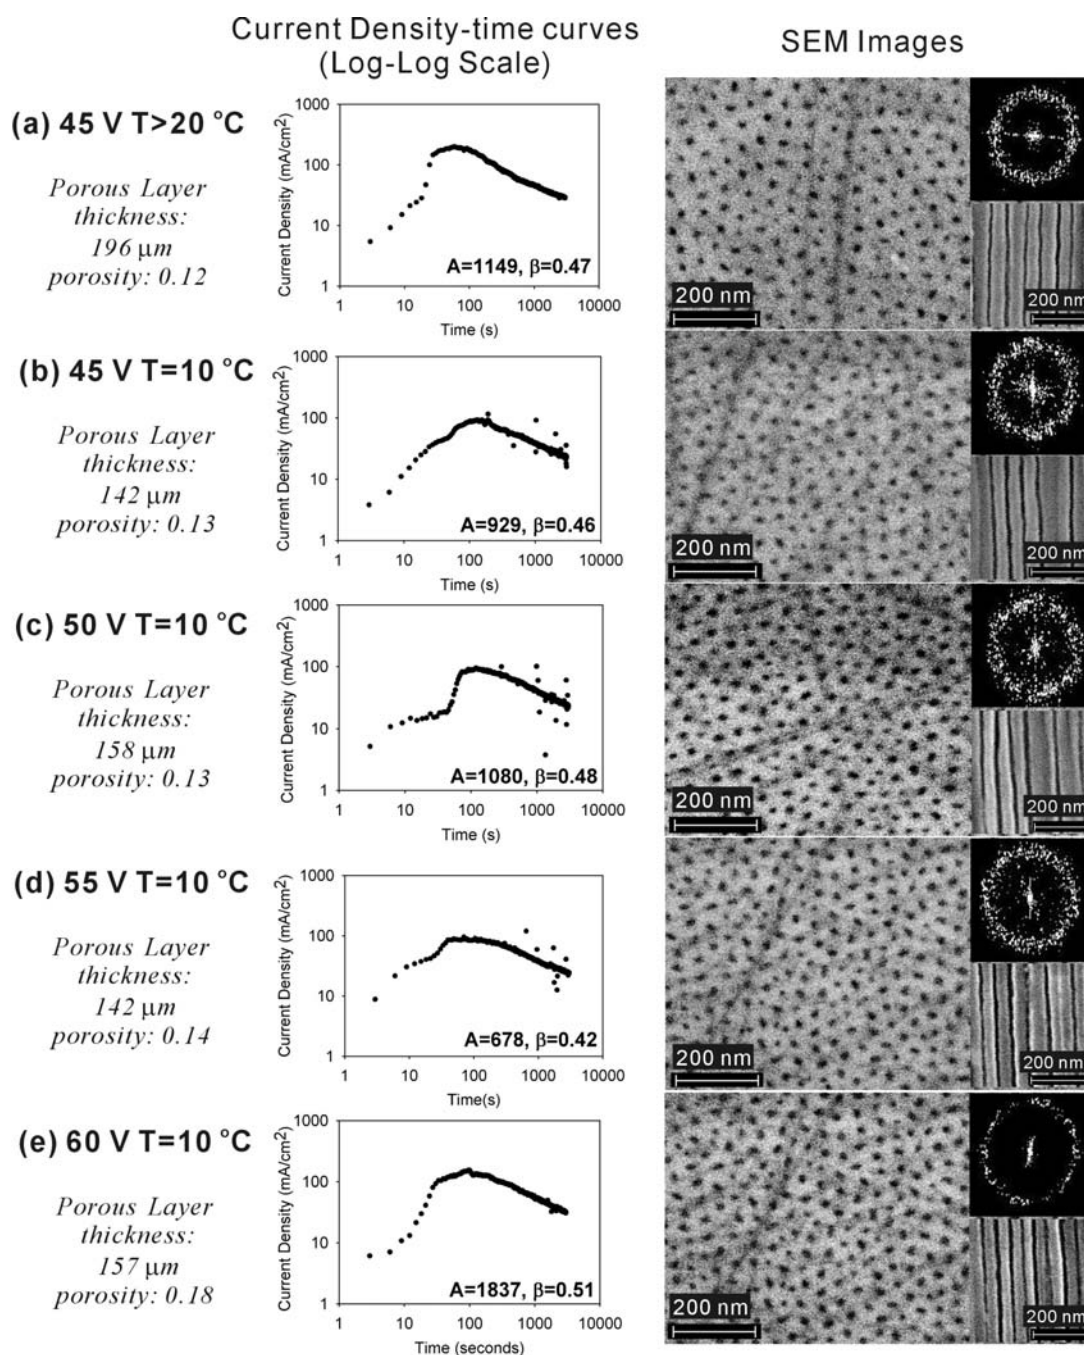 Current Density-time curves
(Log-Log Scale)
SEM Images
(a) 45 V T>20 °C
Porous Layer
thickness:
196 µm
porosity: 0.12
Current Density (mA/cm2)
1000
100
10
1
1 10 100 1000 10000
Time (s)
A=1149, β=0.47
200 nm
200 nm
(b) 45 V T=10 °C
Porous Layer
thickness:
142 µm
porosity: 0.13
Current Density (mA/cm2)
1000
100
10
1
1 10 100 1000 10000
Time (s)
A=929, β=0.46
200 nm
200 nm
(c) 50 V T=10 °C
Porous Layer
thickness:
158 µm
porosity: 0.13
Current Density (mA/cm2)
1000
100
10
1
1 10 100 1000 10000
Time (s)
A=1080, β=0.48
200 nm
200 nm
(d) 55 V T=10 °C
Porous Layer
thickness:
142 µm
porosity: 0.14
Current Density (mA/cm2)
1000
100
10
1
1 10 100 1000 10000
Time(s)
A=678, β=0.42
200 nm
200 nm
(e) 60 V T=10 °C
Porous Layer
thickness:
157 µm
porosity: 0.18
Current Density (mA/cm2)
1000
100
10
1
1 10 100 1000 10000
Time (seconds)
A=1837, β=0.51
200 nm
200 nm